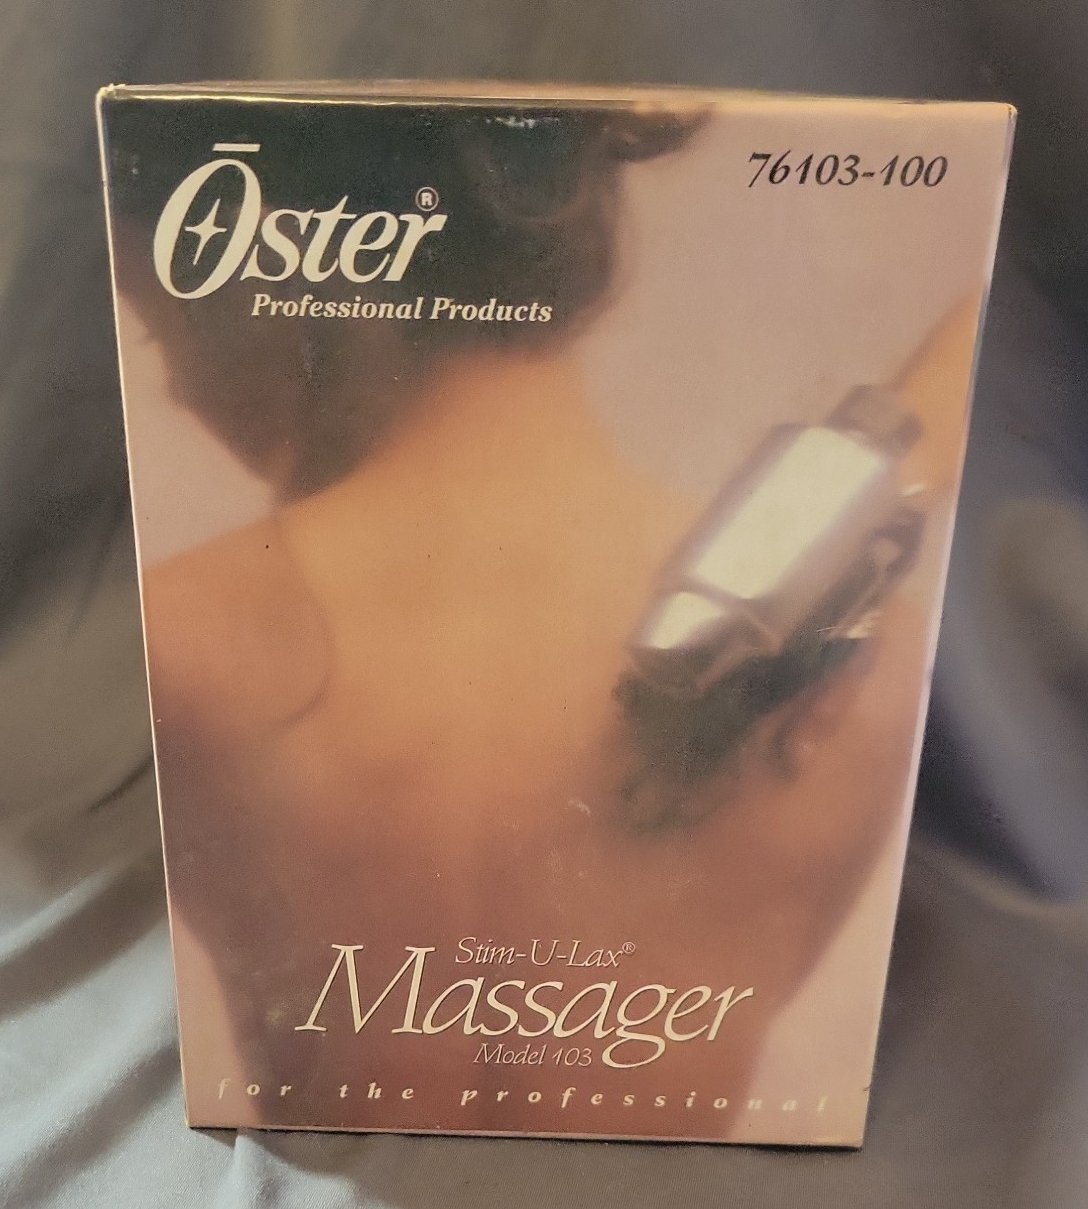 76103-100
Ōster®
Professional Products
Stim-U-Lax®
Massager
Model 103
for the professional